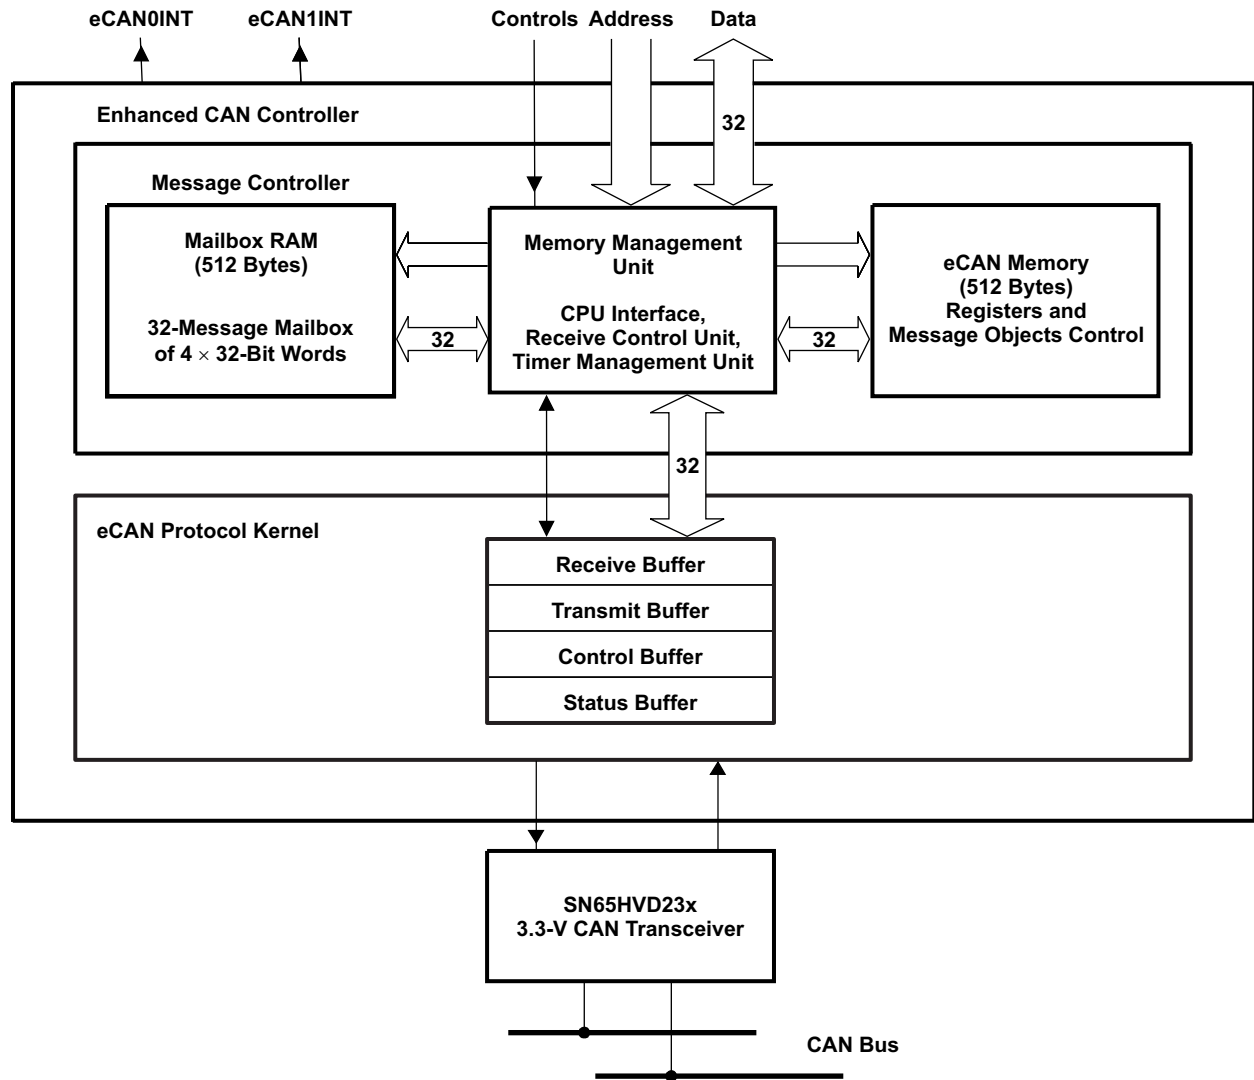 eCAN0INT
eCAN1INT
Controls
Address
Data
32
Enhanced CAN Controller
Message Controller
Mailbox RAM
(512 Bytes)
32-Message Mailbox
of 4 × 32-Bit Words
32
Memory Management
Unit
CPU Interface,
Receive Control Unit,
Timer Management Unit
32
eCAN Memory
(512 Bytes)
Registers and
Message Objects Control
32
eCAN Protocol Kernel
Receive Buffer
Transmit Buffer
Control Buffer
Status Buffer
SN65HVD23x
3.3-V CAN Transceiver
CAN Bus